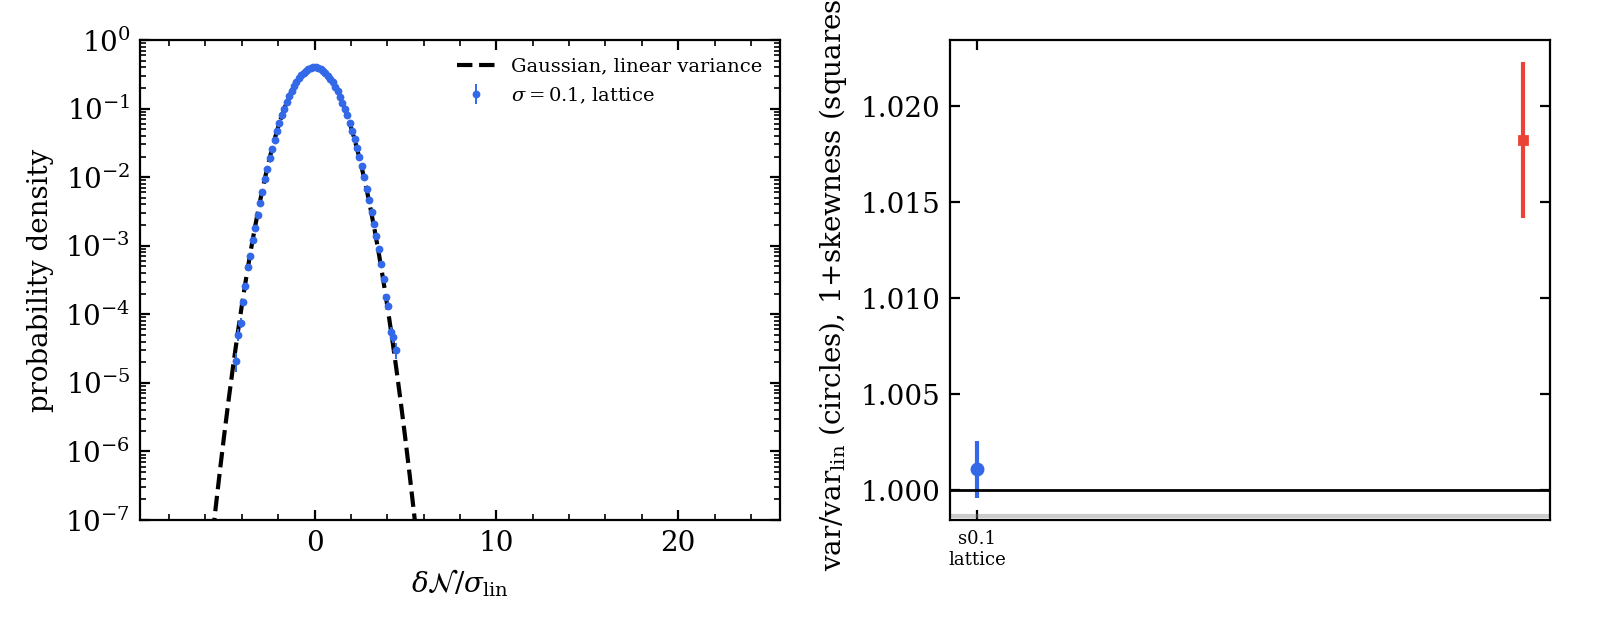 10⁰
10⁻¹
10⁻²
10⁻³
10⁻⁴
10⁻⁵
10⁻⁶
10⁻⁷
probability density
Gaussian, linear variance
σ = 0.1, lattice
0 10 20
δ𝒩/σ_lin
var/var_lin (circles), 1+skewness (squares
1.020
1.015
1.010
1.005
1.000
s0.1
lattice